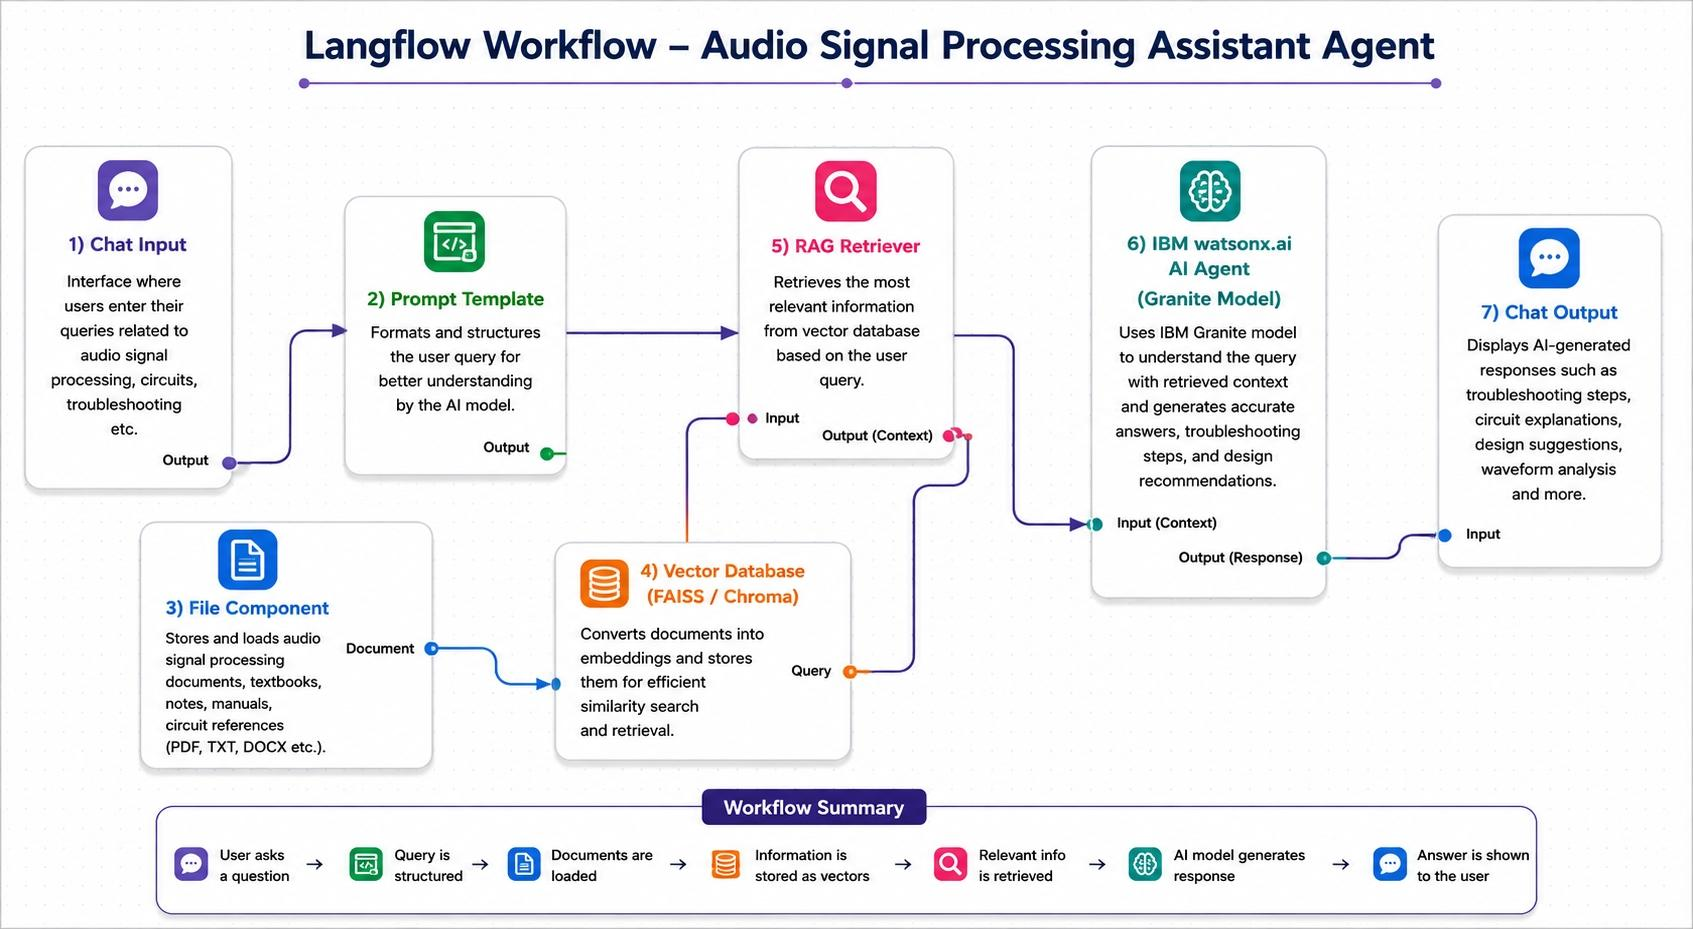 Langflow Workflow – Audio Signal Processing Assistant Agent
1) Chat Input
Interface where
users enter their
queries related to
audio signal
processing, circuits,
troubleshooting
etc.
Output
2) Prompt Template
Formats and structures
the user query for
better understanding
by the AI model.
Output
3) File Component
Stores and loads audio
signal processing
documents, textbooks,
notes, manuals,
circuit references
(PDF, TXT, DOCX etc.).
Document
4) Vector Database
(FAISS / Chroma)
Converts documents into
embeddings and stores
them for efficient
similarity search
and retrieval.
Query
5) RAG Retriever
Retrieves the most
relevant information
from vector database
based on the user
query.
Input
Output (Context)
6) IBM watsonx.ai
AI Agent
(Granite Model)
Uses IBM Granite model
to understand the query
with retrieved context
and generates accurate
answers, troubleshooting
steps, and design
recommendations.
Input (Context)
Output (Response)
7) Chat Output
Displays AI-generated
responses such as
troubleshooting steps,
circuit explanations,
design suggestions,
waveform analysis
and more.
Input
Workflow Summary
User asks
a question
Query is
structured
Documents are
loaded
Information is
stored as vectors
Relevant info
is retrieved
AI model generates
response
Answer is shown
to the user